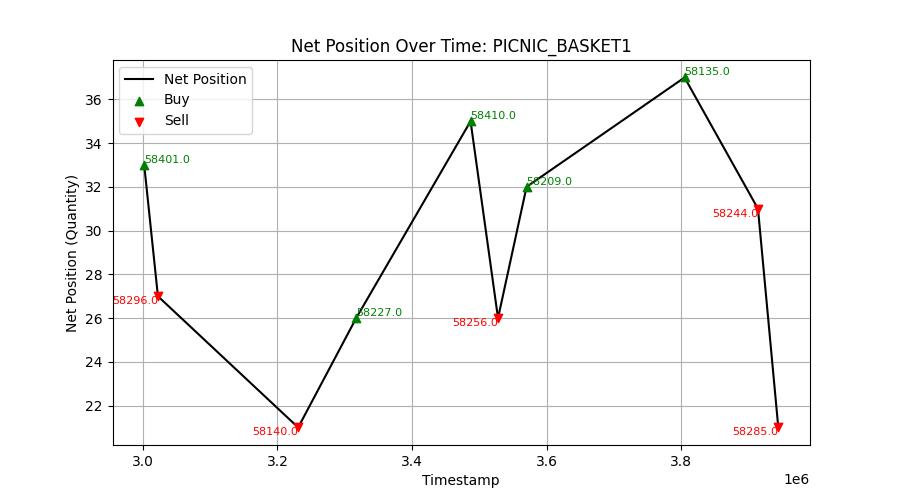 Net Position Over Time: PICNIC_BASKET1
Net Position
Buy
Sell
58401.0
58296.0
58140.0
58227.0
58410.0
58256.0
58209.0
58135.0
58244.0
58285.0
Net Position (Quantity)
36
34
32
30
28
26
24
22
3.0 3.2 3.4 3.6 3.8
1e6
Timestamp